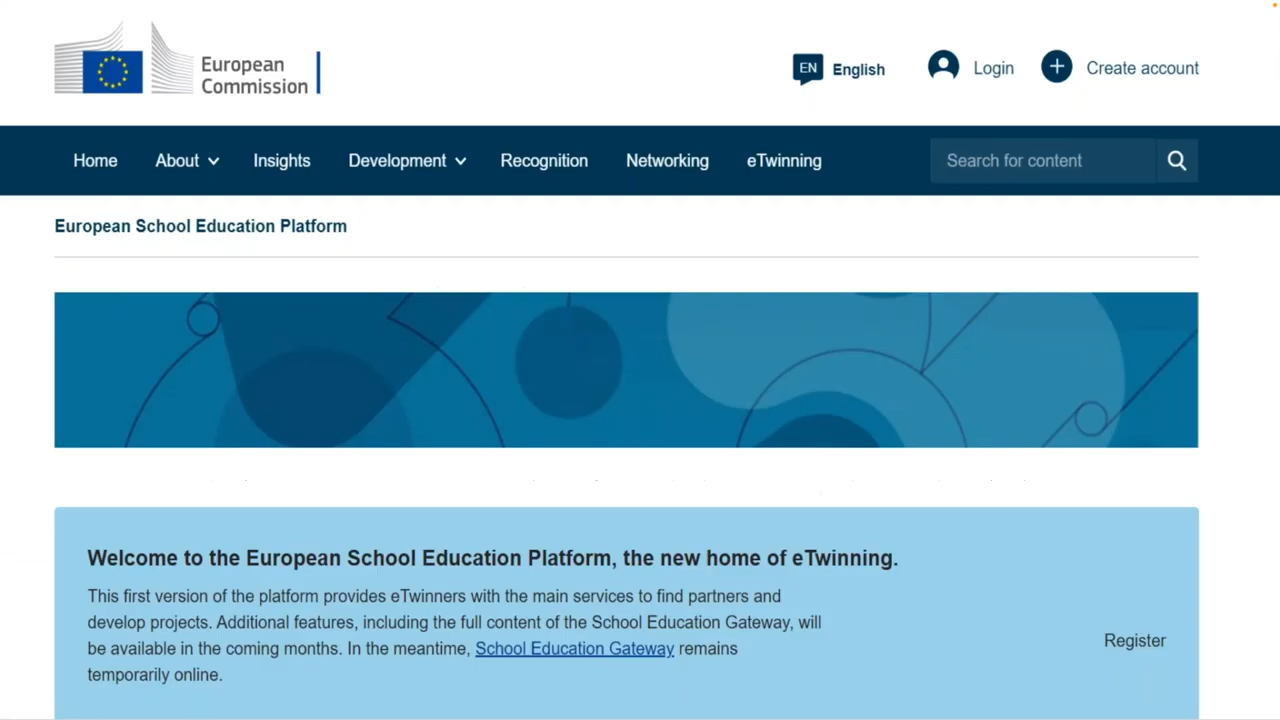 European
Commission
EN English Login Create account
Home About Insights Development Recognition Networking eTwinning Search for content
European School Education Platform
Welcome to the European School Education Platform, the new home of eTwinning.
This first version of the platform provides eTwinners with the main services to find partners and
develop projects. Additional features, including the full content of the School Education Gateway, will
be available in the coming months. In the meantime, School Education Gateway remains
temporarily online.
Register